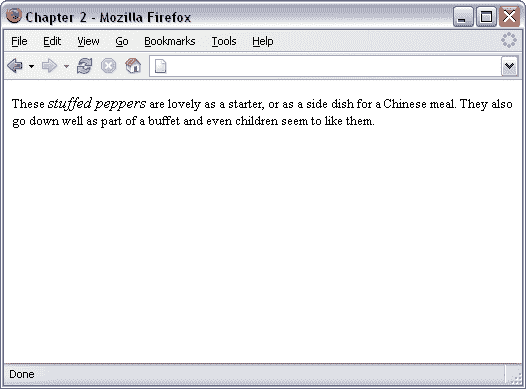 Chapter 2 - Mozilla Firefox
File Edit View Go Bookmarks Tools Help
These stuffed peppers are lovely as a starter, or as a side dish for a Chinese meal. They also
go down well as part of a buffet and even children seem to like them.
Done